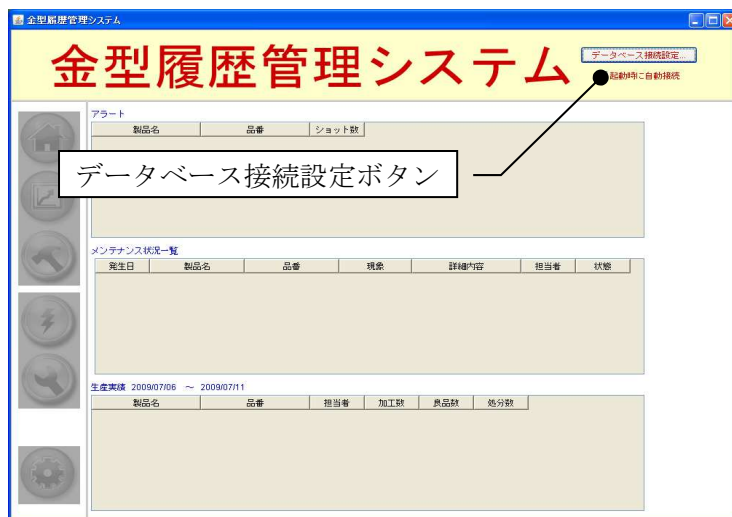 金型履歴管理システム
金型履歴管理システム
データベース接続設定...
起動時に自動接続
アラート
製品名 品番 ショット数
データベース接続設定ボタン
メンテナンス状況一覧
発生日 製品名 品番 現象 詳細内容 担当者 状態
生産実績 2009/07/06 ～ 2009/07/11
製品名 品番 担当者 加工数 良品数 処分数